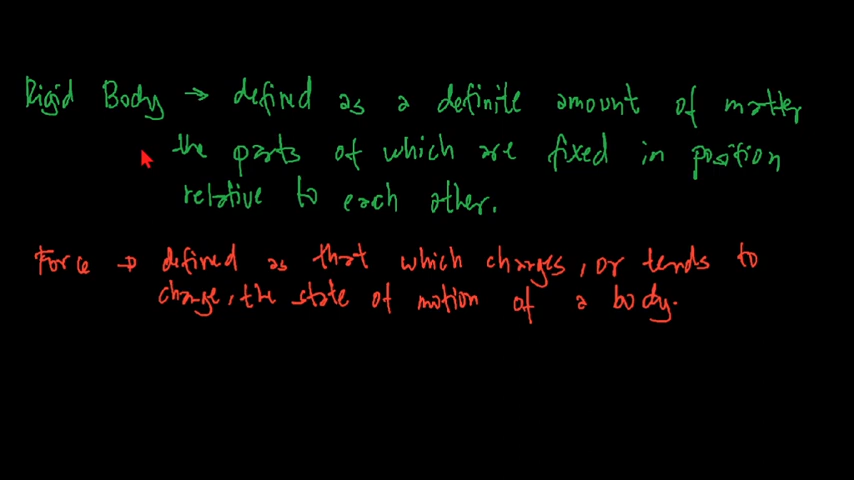 Rigid Body → defined as a definite amount of matter
the parts of which are fixed in position
relative to each other.
Force → defined as that which changes, or tends to
change, the state of motion of a body.